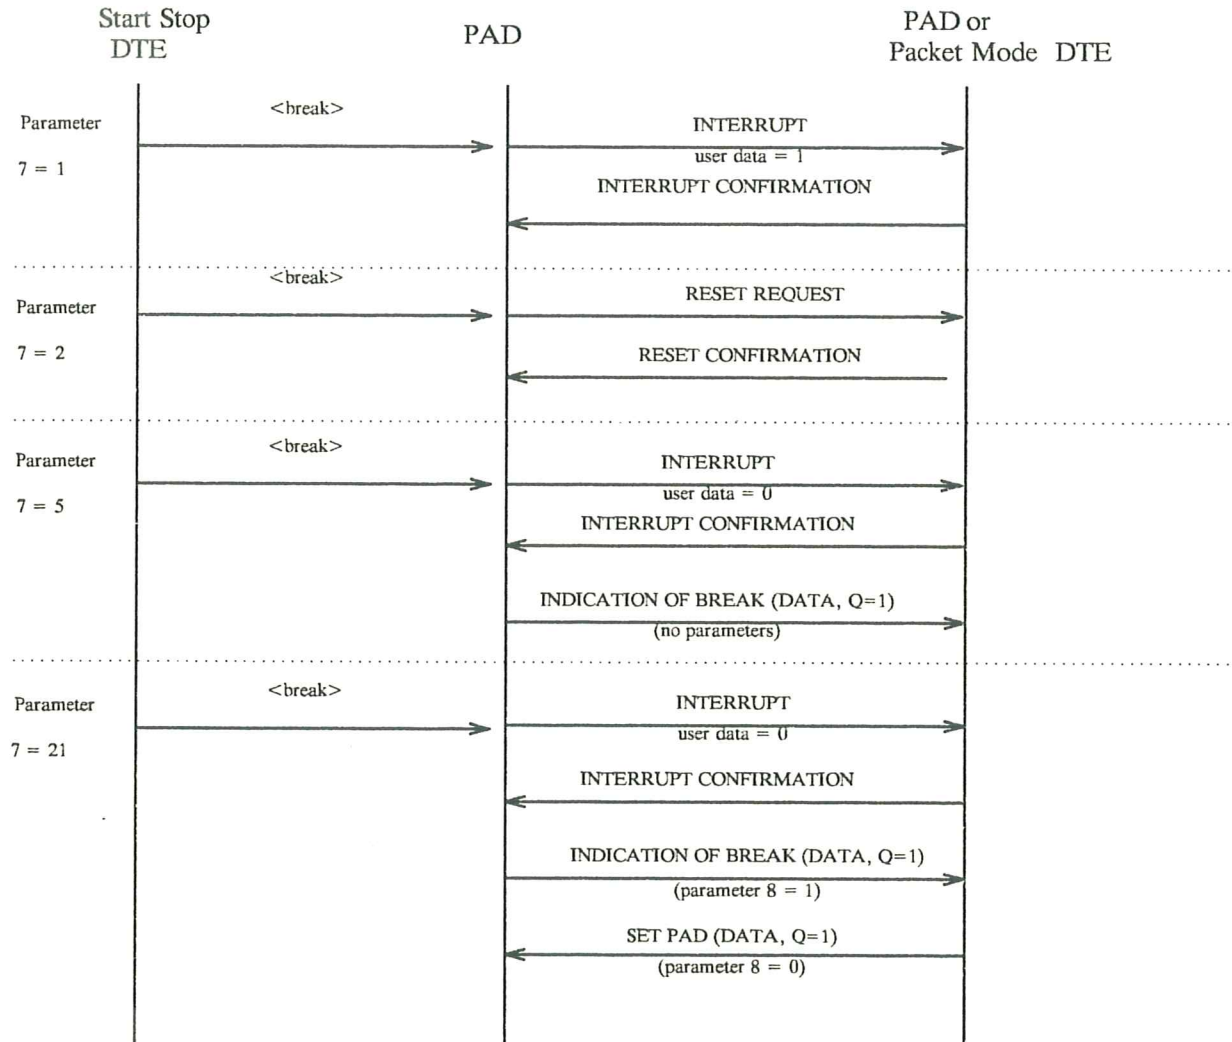 Start Stop
DTE
PAD
PAD or
Packet Mode DTE
<break>
Parameter
7 = 1
INTERRUPT
user data = 1
INTERRUPT CONFIRMATION
<break>
Parameter
7 = 2
RESET REQUEST
RESET CONFIRMATION
<break>
Parameter
7 = 5
INTERRUPT
user data = 0
INTERRUPT CONFIRMATION
INDICATION OF BREAK (DATA, Q=1)
(no parameters)
<break>
Parameter
7 = 21
INTERRUPT
user data = 0
INTERRUPT CONFIRMATION
INDICATION OF BREAK (DATA, Q=1)
(parameter 8 = 1)
SET PAD (DATA, Q=1)
(parameter 8 = 0)